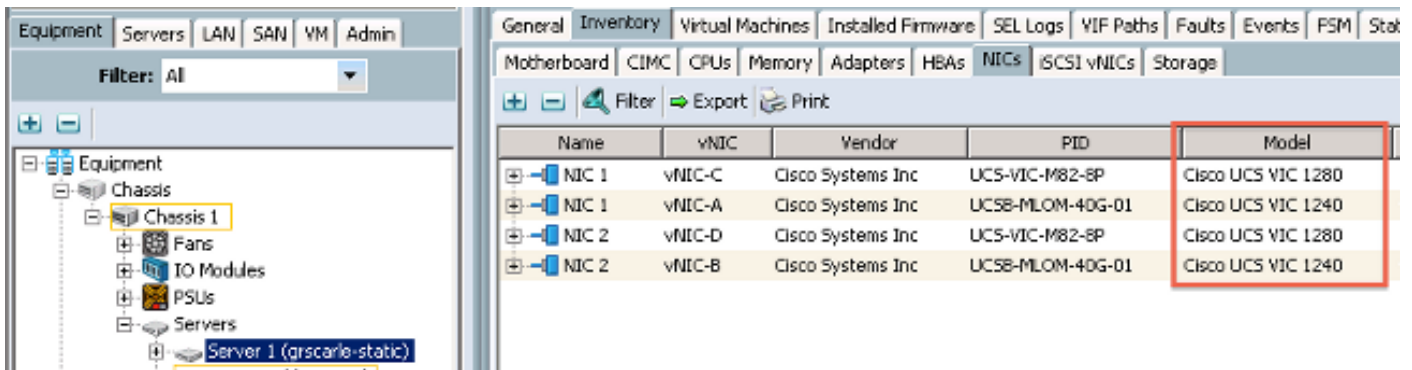 Equipment Servers LAN SAN VM Admin
Filter: All
Equipment
Chassis
Chassis 1
Fans
IO Modules
PSUs
Servers
Server 1 (grscarle-static)
General Inventory Virtual Machines Installed Firmware SEL Logs VIF Paths Faults Events FSM Stat
Motherboard CIMC CPUs Memory Adapters HBAs NICs iSCSI vNICs Storage
Filter Export Print
Name vNIC Vendor PID Model
NIC 1 vNIC-C Cisco Systems Inc UCS-VIC-M82-8P Cisco UCS VIC 1280
NIC 1 vNIC-A Cisco Systems Inc UCSB-MLOM-40G-01 Cisco UCS VIC 1240
NIC 2 vNIC-D Cisco Systems Inc UCS-VIC-M82-8P Cisco UCS VIC 1280
NIC 2 vNIC-B Cisco Systems Inc UCSB-MLOM-40G-01 Cisco UCS VIC 1240